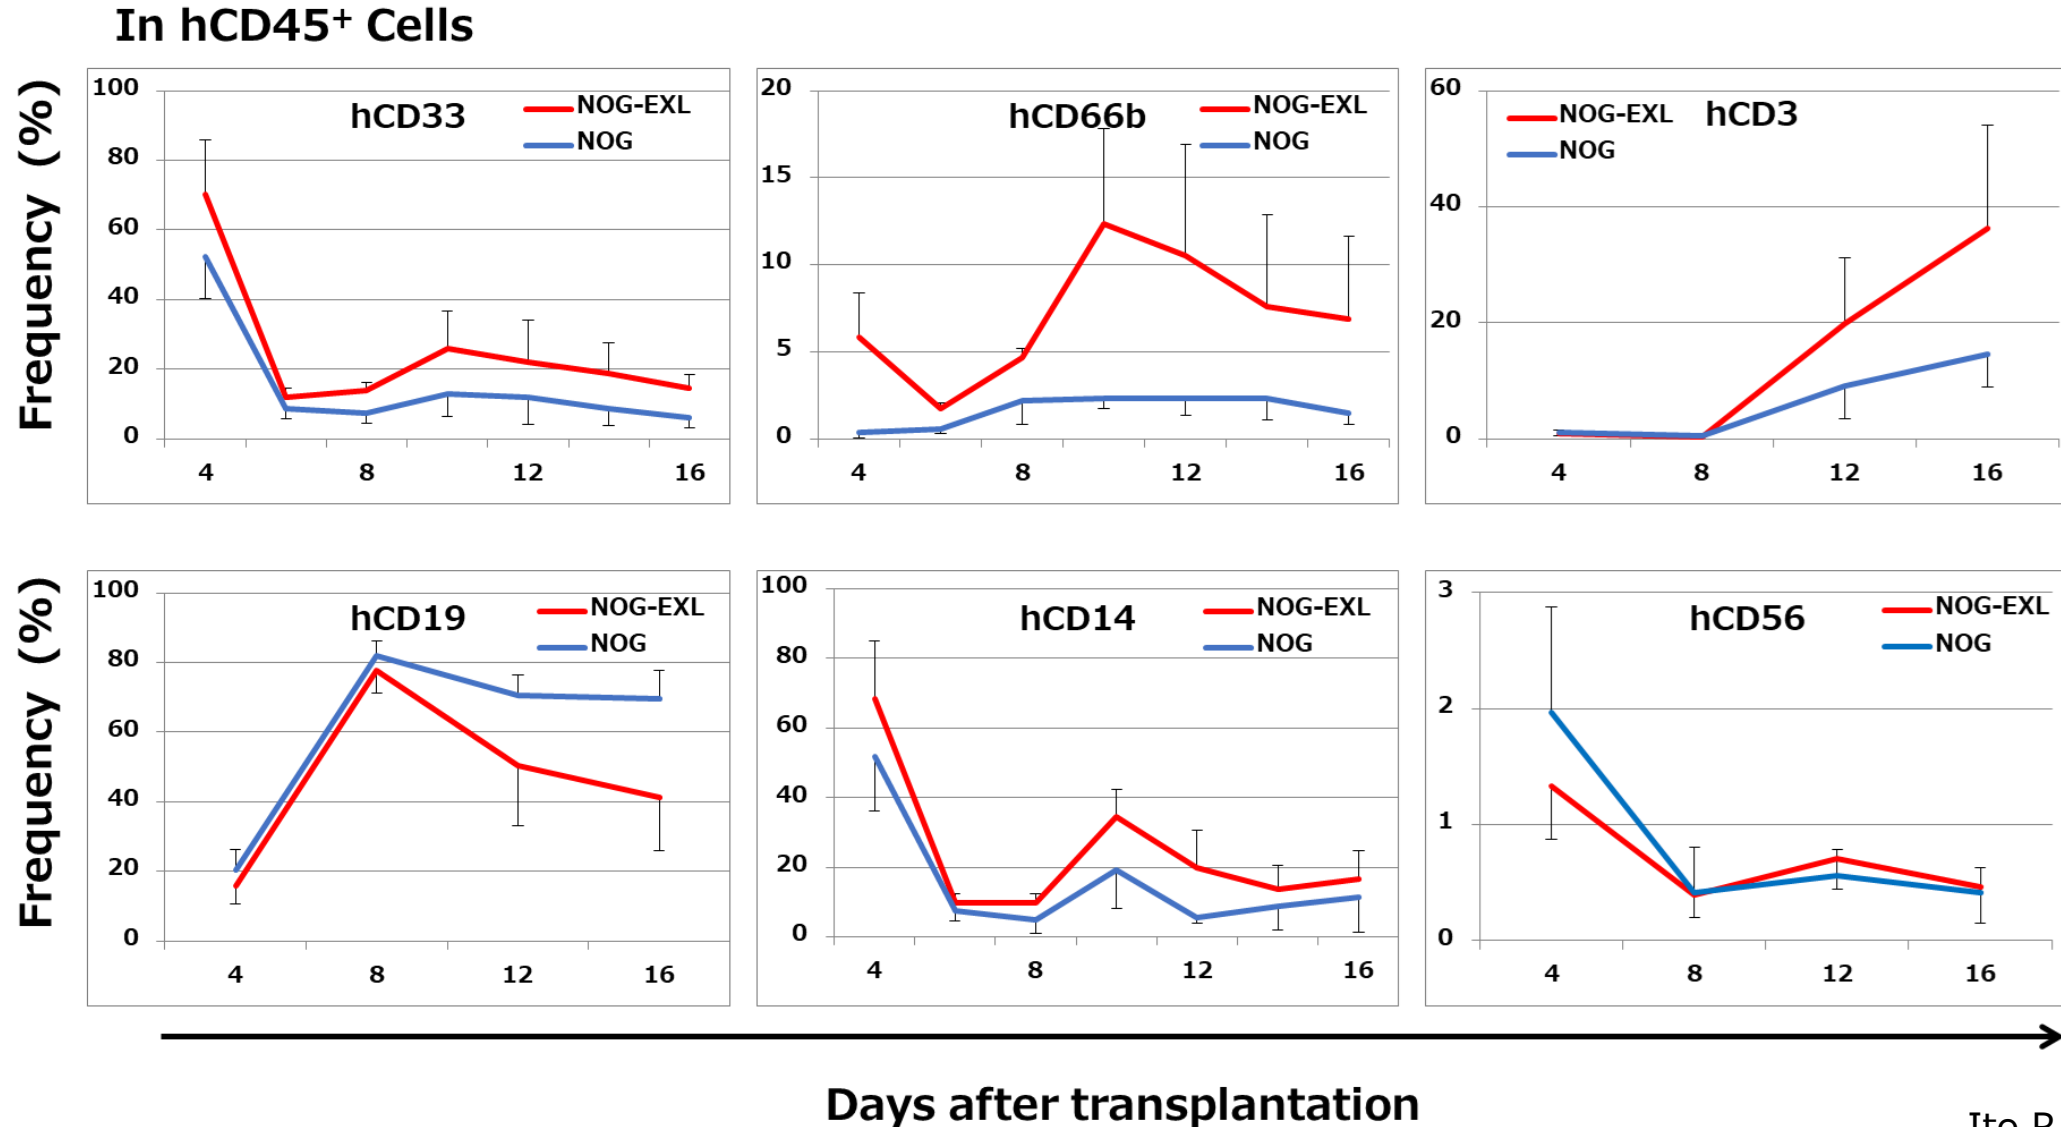 In hCD45⁺ Cells
Frequency (%)
100
80
60
40
20
0
hCD33
NOG-EXL
NOG
4 8 12 16
20
15
10
5
0
hCD66b
NOG-EXL
NOG
4 8 12 16
60
40
20
0
NOG-EXL
NOG
hCD3
4 8 12 16
Frequency (%)
100
80
60
40
20
0
hCD19
NOG-EXL
NOG
4 8 12 16
100
80
60
40
20
0
hCD14
NOG-EXL
NOG
4 8 12 16
3
2
1
0
hCD56
NOG-EXL
NOG
4 8 12 16
Days after transplantation